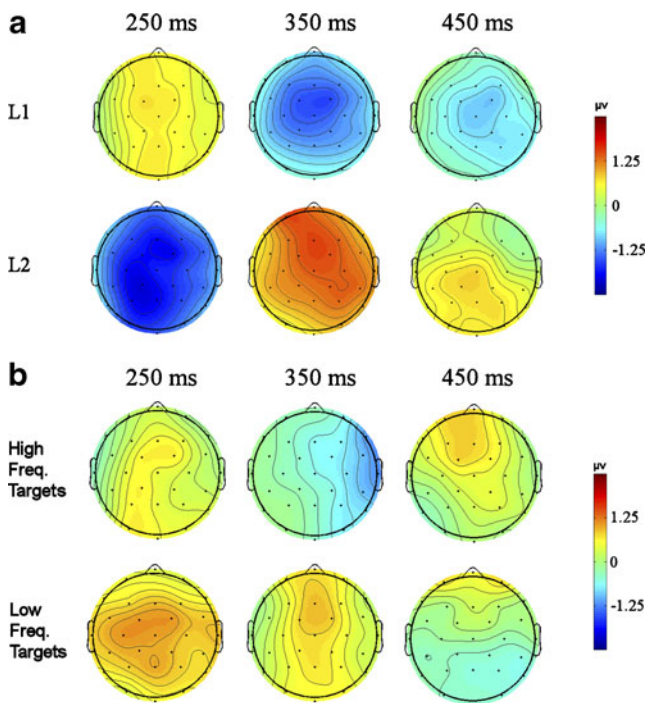 a
250 ms 350 ms 450 ms
L1
L2
μv
1.25
0
-1.25
b
250 ms 350 ms 450 ms
High
Freq.
Targets
Low
Freq.
Targets
μv
1.25
0
-1.25